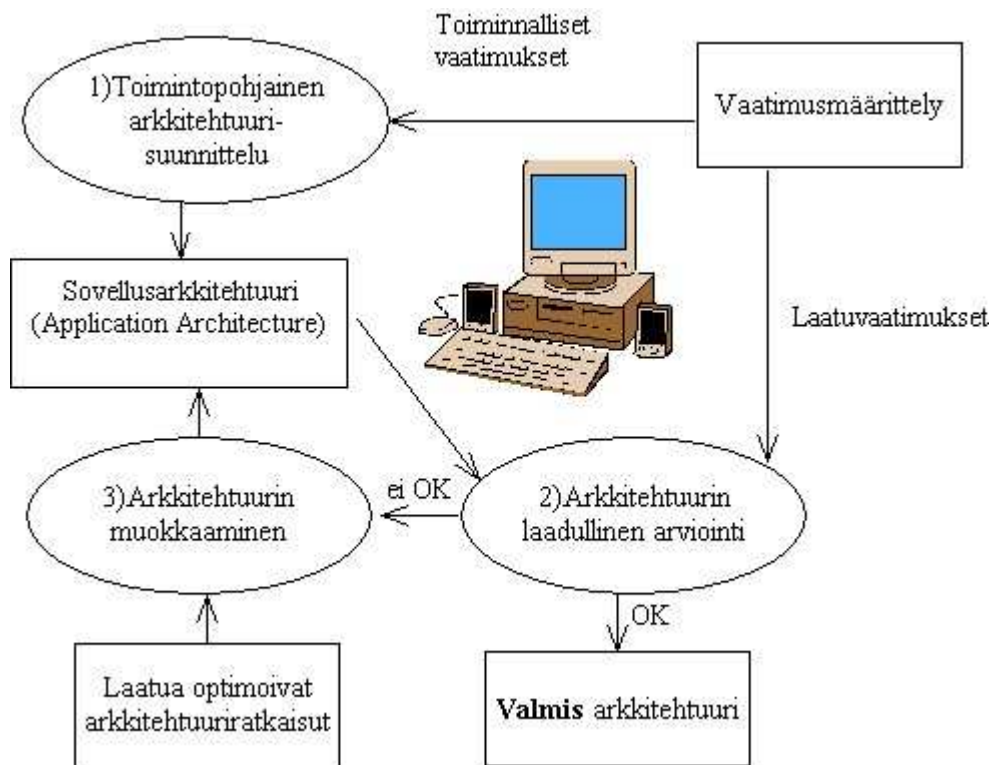 Toiminnalliset
vaatimukset
1)Toimintopohjainen
arkkitehtuuri-
suunnittelu
Vaatimusmäärittely
Sovellusarkkitehtuuri
(Application Architecture)
Laatuvaatimukset
3)Arkkitehtuurin
muokkaaminen
ei OK
2)Arkkitehtuurin
laadullinen arviointi
OK
Laatua optimoivat
arkkitehtuuriratkaisut
Valmis arkkitehtuuri